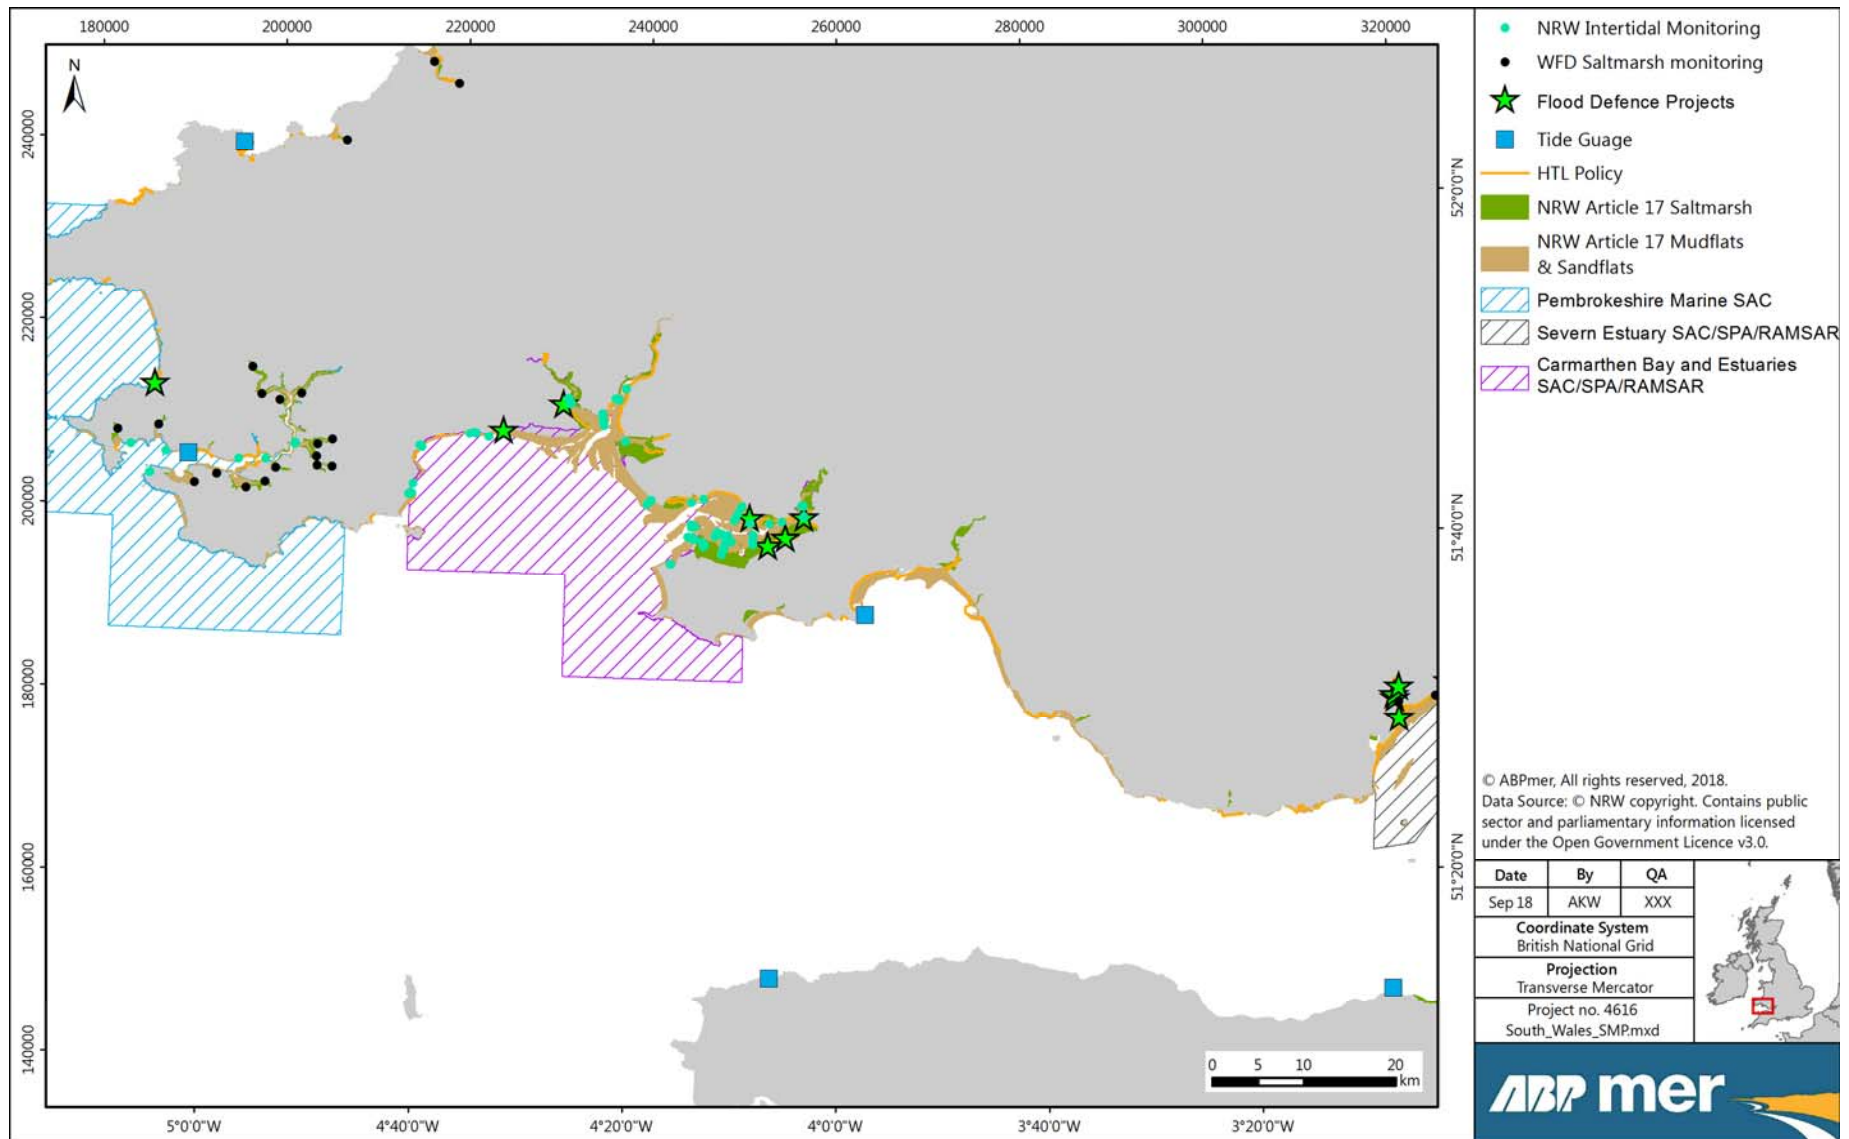 180000 200000 220000 240000 260000 280000 300000 320000
N
240000
220000
200000
180000
160000
140000
52°0'0"N
51°40'0"N
51°20'0"N
0 5 10 20
km
5°0'0"W 4°40'0"W 4°20'0"W 4°0'0"W 3°40'0"W 3°20'0"W
NRW Intertidal Monitoring
WFD Saltmarsh monitoring
Flood Defence Projects
Tide Guage
HTL Policy
NRW Article 17 Saltmarsh
NRW Article 17 Mudflats
& Sandflats
Pembrokeshire Marine SAC
Severn Estuary SAC/SPA/RAMSAR
Carmarthen Bay and Estuaries
SAC/SPA/RAMSAR
© ABPmer, All rights reserved, 2018.
Data Source: © NRW copyright. Contains public
sector and parliamentary information licensed
under the Open Government Licence v3.0.
Date By QA
Sep 18 AKW XXX
Coordinate System
British National Grid
Projection
Transverse Mercator
Project no. 4616
South_Wales_SMP.mxd
ABPmer